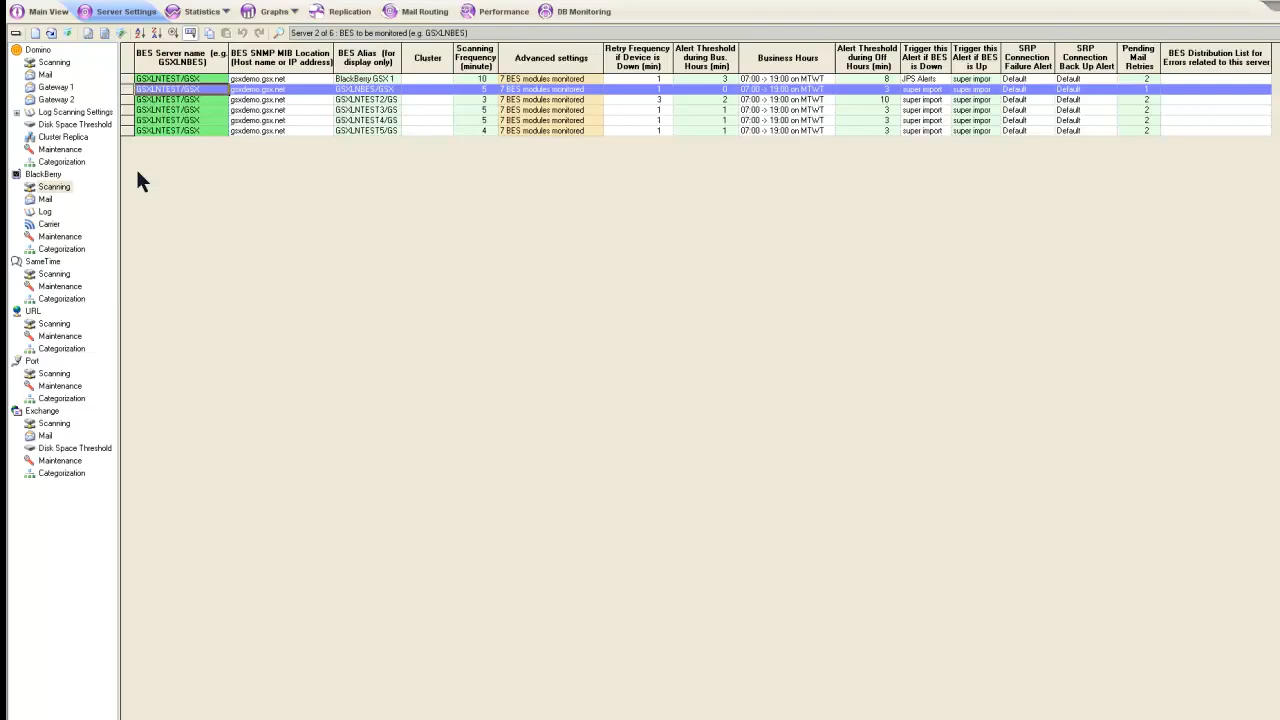 Main View Server Settings Statistics Graphs Replication Mail Routing Performance DB Monitoring
Server 2 of 6 : BES to be monitored (e.g. GSXLNBES)
Domino
Scanning
Mail
Gateway 1
Gateway 2
Log Scanning Settings
Disk Space Threshold
Cluster Replica
Maintenance
Categorization
BlackBerry
Scanning
Mail
Log
Carrier
Maintenance
Categorization
SameTime
Scanning
Maintenance
Categorization
URL
Scanning
Maintenance
Categorization
Port
Scanning
Maintenance
Categorization
Exchange
Scanning
Mail
Disk Space Threshold
Maintenance
Categorization
BES Server name (e.g. GSXLNBES)
BES SNMP MIB Location (Host name or IP address)
BES Alias (for display only)
Cluster
Scanning Frequency (minute)
Advanced settings
Retry Frequency if Device is Down (min)
Alert Threshold during Bus. Hours (min)
Business Hours
Alert Threshold during Off Hours (min)
Trigger this Alert if BES is Down
Trigger this Alert if BES is Up
SRP Connection Failure Alert
SRP Connection Back Up Alert
Pending Mail Retries
BES Distribution List for Errors related to this server
GSXLNTEST/GSX gsxdemo.gsx.net BlackBerry GSX 1 10 7 BES modules monitored 1 3 07:00 -> 19:00 on MTWT 8 JPS Alerts super impor Default Default 2
GSXLNTEST/GSX gsxdemo.gsx.net GSXLNBES/GSX 5 7 BES modules monitored 1 0 07:00 -> 19:00 on MTWT 3 super import super impor Default Default 1
GSXLNTEST/GSX gsxdemo.gsx.net GSXLNTEST2/GS 3 7 BES modules monitored 3 2 07:00 -> 19:00 on MTWT 10 super import super impor Default Default 2
GSXLNTEST/GSX gsxdemo.gsx.net GSXLNTEST3/GS 5 7 BES modules monitored 1 1 07:00 -> 19:00 on MTWT 3 super import super impor Default Default 2
GSXLNTEST/GSX gsxdemo.gsx.net GSXLNTEST4/GS 5 7 BES modules monitored 1 1 07:00 -> 19:00 on MTWT 3 super import super impor Default Default 2
GSXLNTEST/GSX gsxdemo.gsx.net GSXLNTEST5/GS 4 7 BES modules monitored 1 1 07:00 -> 19:00 on MTWT 3 super import super impor Default Default 2